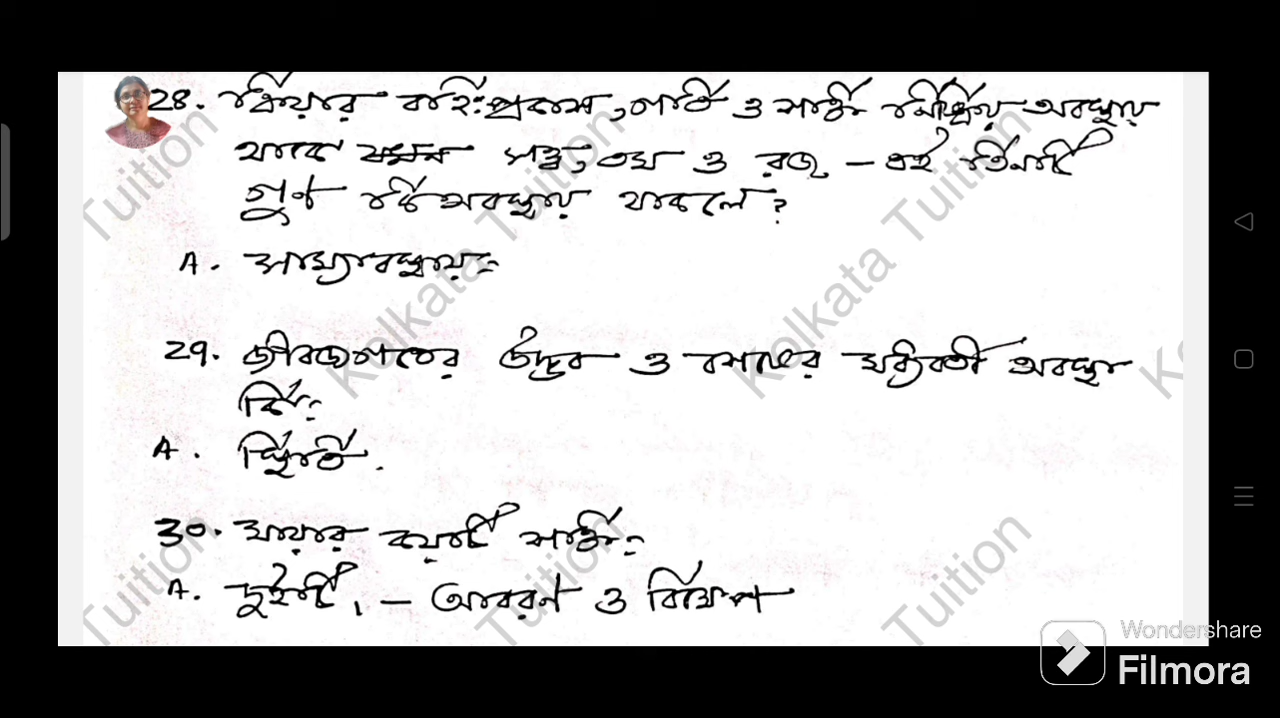 28. ক্রিয়ার বহিঃপ্রকাশ, গতি ও শক্তি নিষ্ক্রিয় অবস্থায়
থাকে যখন সত্ত্ব, তম ও রজ – এই তিনটি
গুণ কি অবস্থায় থাকলে?
A. সাম্যাবস্থায়।
29. জীবজগতের উদ্ভব ও মধ্যবর্তী অবস্থা
কি?
A. স্থিতি.
30. মায়ার কয়টি শক্তি?
A. দুইটি। – আবরণ ও বিক্ষেপ
Kolkata Tuition
Wondershare
Filmora